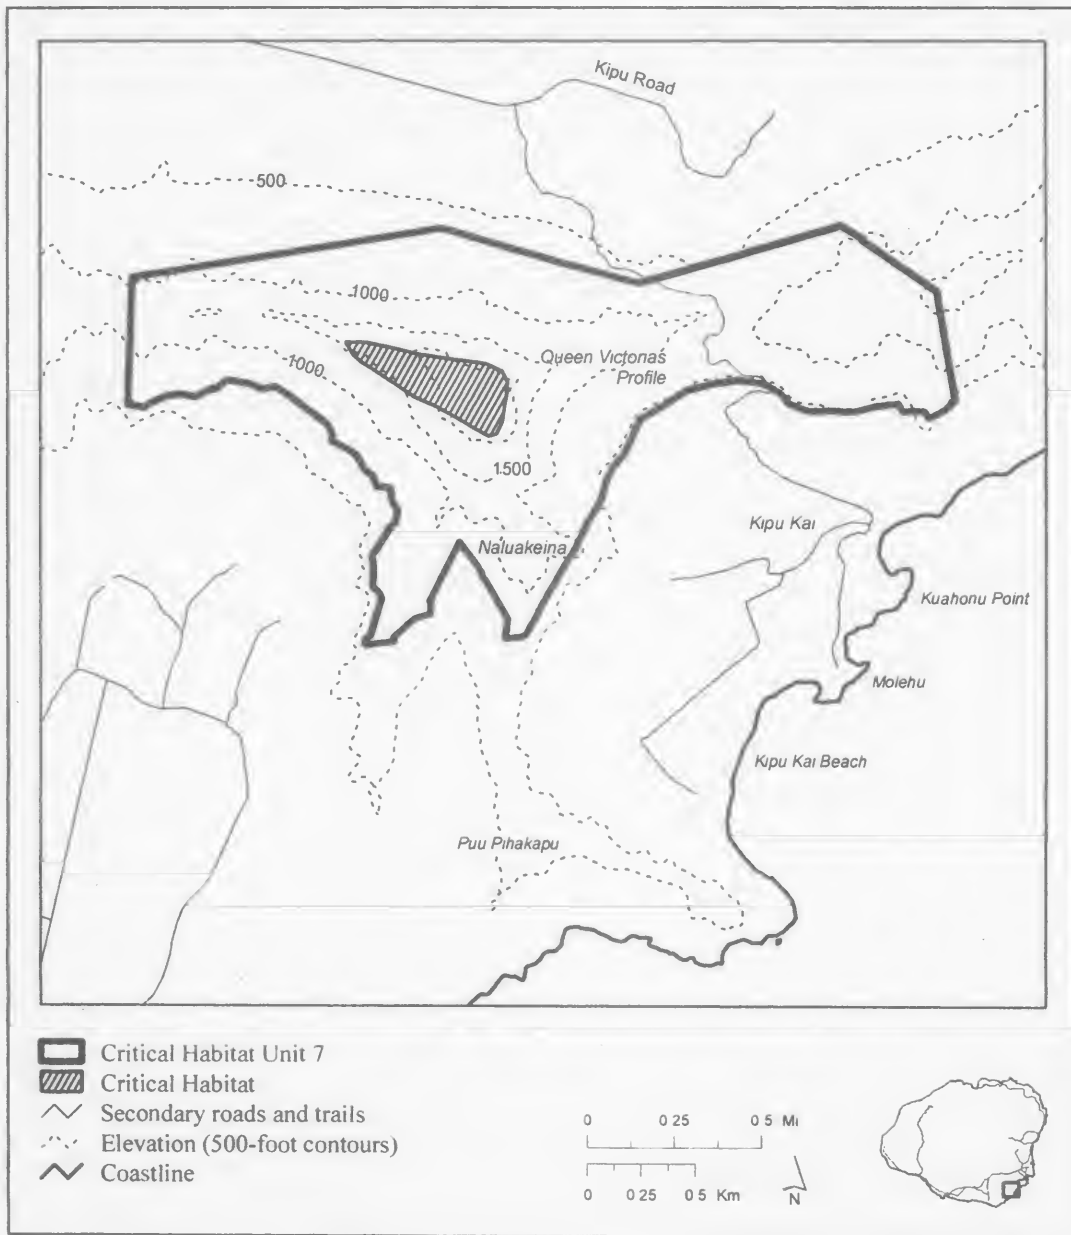 Kipu Road
500
1000
Queen Victorias
Profile
1000
1500
Kipu Kai
Naluakeina
Kuahonu Point
Molehu
Kipu Kai Beach
Puu Pihakapu
Critical Habitat Unit 7
Critical Habitat
Secondary roads and trails
Elevation (500-foot contours)
Coastline
0 0 25 0 5 Mi
0 0 25 0 5 Km
N